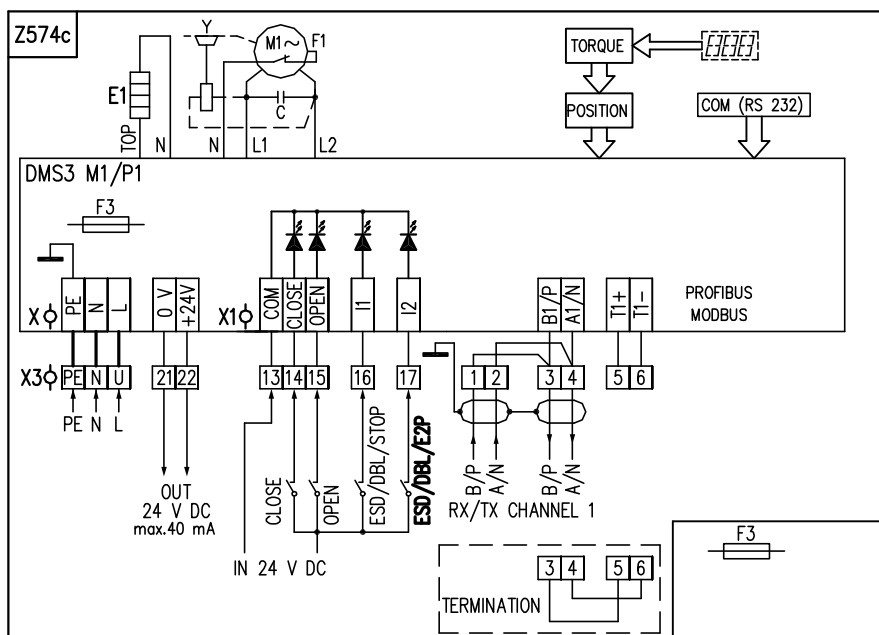 Z574c
Y
M1~
F1
TORQUE
E1
C
POSITION
COM (RS 232)
TOP
N
N
L1
L2
DMS3 M1/P1
F3
X
PE
N
L
0 V
+24V
X1
COM
CLOSE
OPEN
I1
I2
B1/P
A1/N
T1+
T1-
PROFIBUS
MODBUS
X3
PE
N
U
21
22
13
14
15
16
17
1
2
3
4
5
6
PE N L
OUT
24 V DC
max.40 mA
CLOSE
OPEN
ESD/DBL/STOP
ESD/DBL/E2P
B/P
A/N
B/P
A/N
RX/TX CHANNEL 1
IN 24 V DC
TERMINATION
3
4
5
6
F3